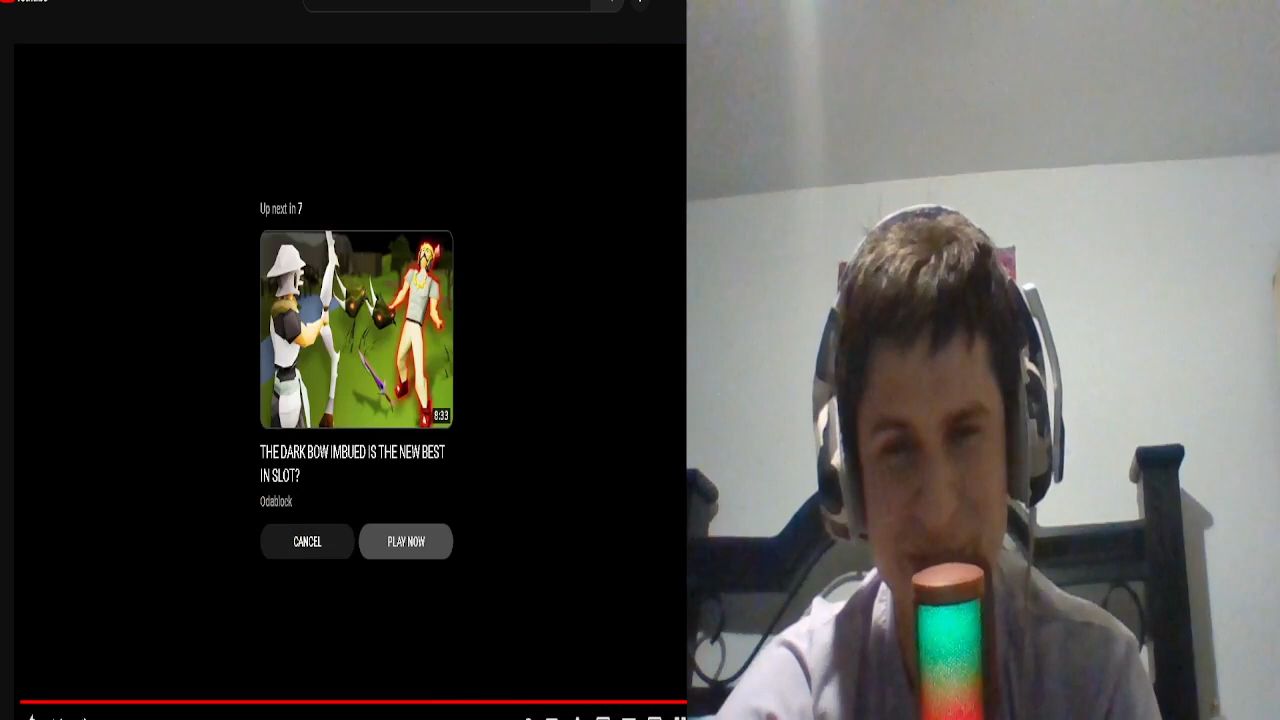 Up next in 7
8:33
THE DARK BOW IMBUED IS THE NEW BEST
IN SLOT?
Odablock
CANCEL
PLAY NOW